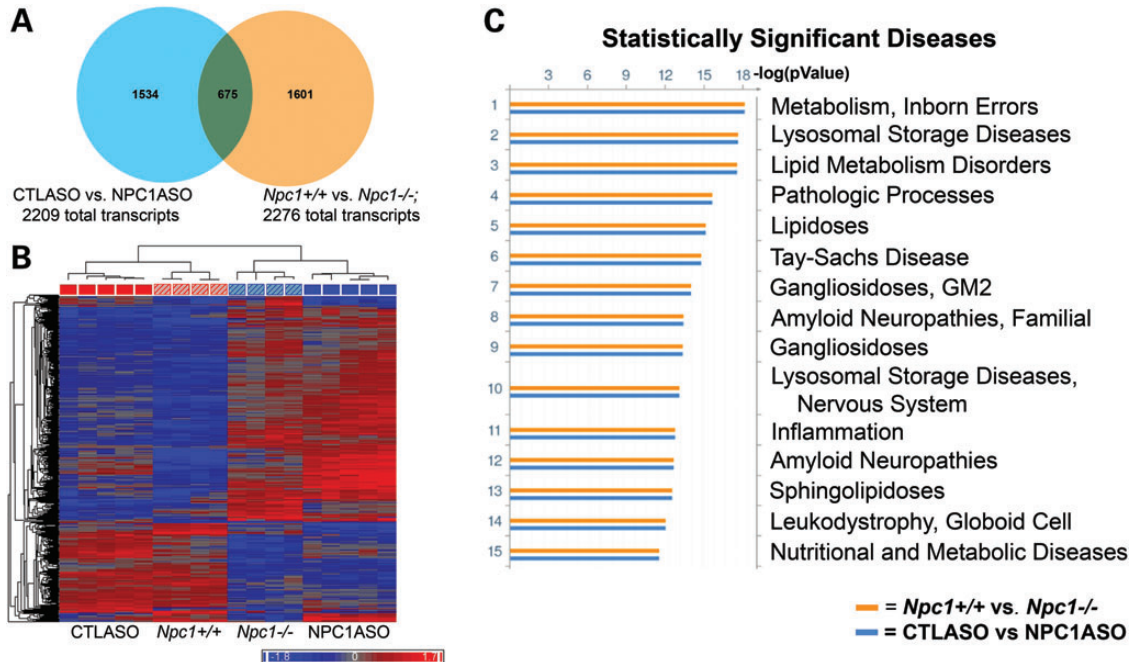 A
1534
675
1601
CTLASO vs. NPC1ASO
2209 total transcripts
Npc1+/+ vs. Npc1-/-;
2276 total transcripts
B
CTLASO
Npc1+/+
Npc1-/-
NPC1ASO
-1.8
0
1.7
C
Statistically Significant Diseases
3 6 9 12 15 18 -log(pValue)
1 Metabolism, Inborn Errors
2 Lysosomal Storage Diseases
3 Lipid Metabolism Disorders
4 Pathologic Processes
5 Lipidoses
6 Tay-Sachs Disease
7 Gangliosidoses, GM2
8 Amyloid Neuropathies, Familial
9 Gangliosidoses
10 Lysosomal Storage Diseases,
Nervous System
11 Inflammation
12 Amyloid Neuropathies
13 Sphingolipidoses
14 Leukodystrophy, Globoid Cell
15 Nutritional and Metabolic Diseases
= Npc1+/+ vs. Npc1-/-
= CTLASO vs NPC1ASO